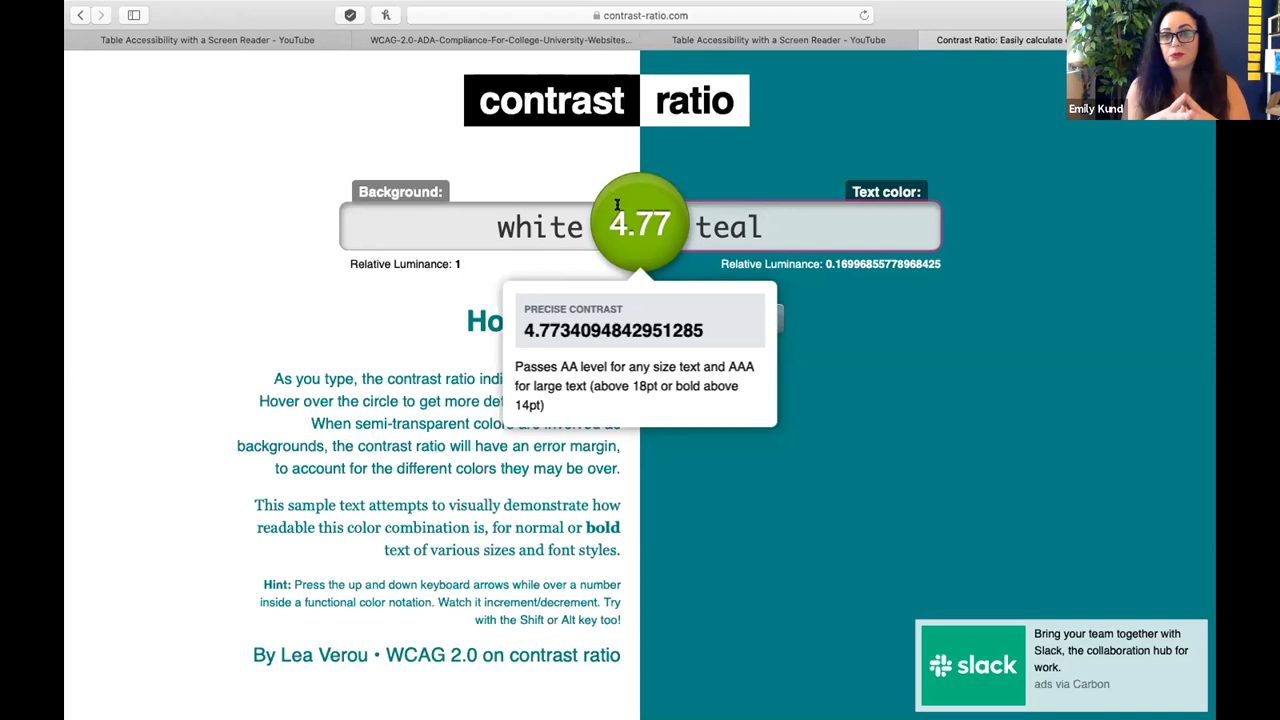 contrast-ratio.com
Table Accessibility with a Screen Reader - YouTube
WCAG-2.0-ADA-Compliance-For-College-University-Websites...
Table Accessibility with a Screen Reader - YouTube
Contrast Ratio: Easily calculate
Emily Kund
contrast ratio
Background:
Text color:
white 4.77 teal
Relative Luminance: 1
Relative Luminance: 0.16996855778968425
PRECISE CONTRAST
4.7734094842951285
Passes AA level for any size text and AAA
for large text (above 18pt or bold above
14pt)
Ho
As you type, the contrast ratio indi
Hover over the circle to get more de
When semi-transparent colors are involved as
backgrounds, the contrast ratio will have an error margin,
to account for the different colors they may be over.
This sample text attempts to visually demonstrate how
readable this color combination is, for normal or bold
text of various sizes and font styles.
Hint: Press the up and down keyboard arrows while over a number
inside a functional color notation. Watch it increment/decrement. Try
with the Shift or Alt key too!
By Lea Verou • WCAG 2.0 on contrast ratio
slack
Bring your team together with
Slack, the collaboration hub for
work.
ads via Carbon